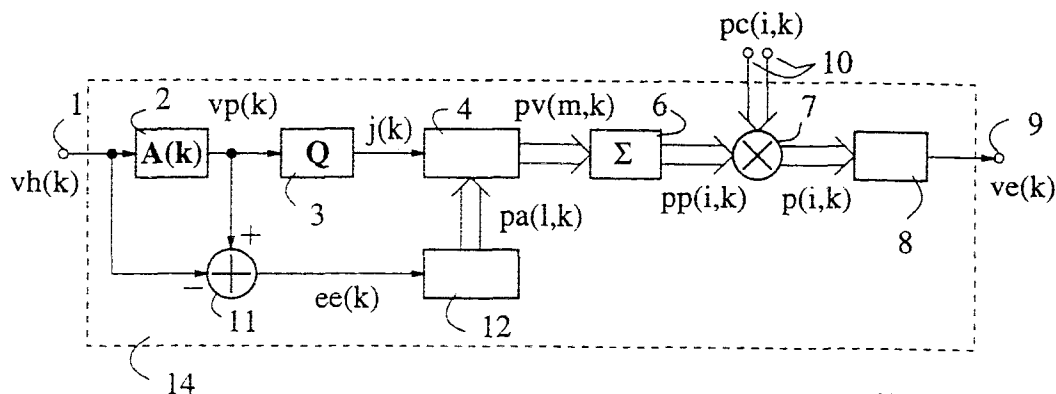 pc(i,k)
10
1
2
vp(k)
j(k)
4
pv(m,k)
6
7
9
vh(k)
A(k)
Q
Σ
3
pp(i,k)
p(i,k)
8
ve(k)
+
pa(l,k)
−
11
ee(k)
12
14